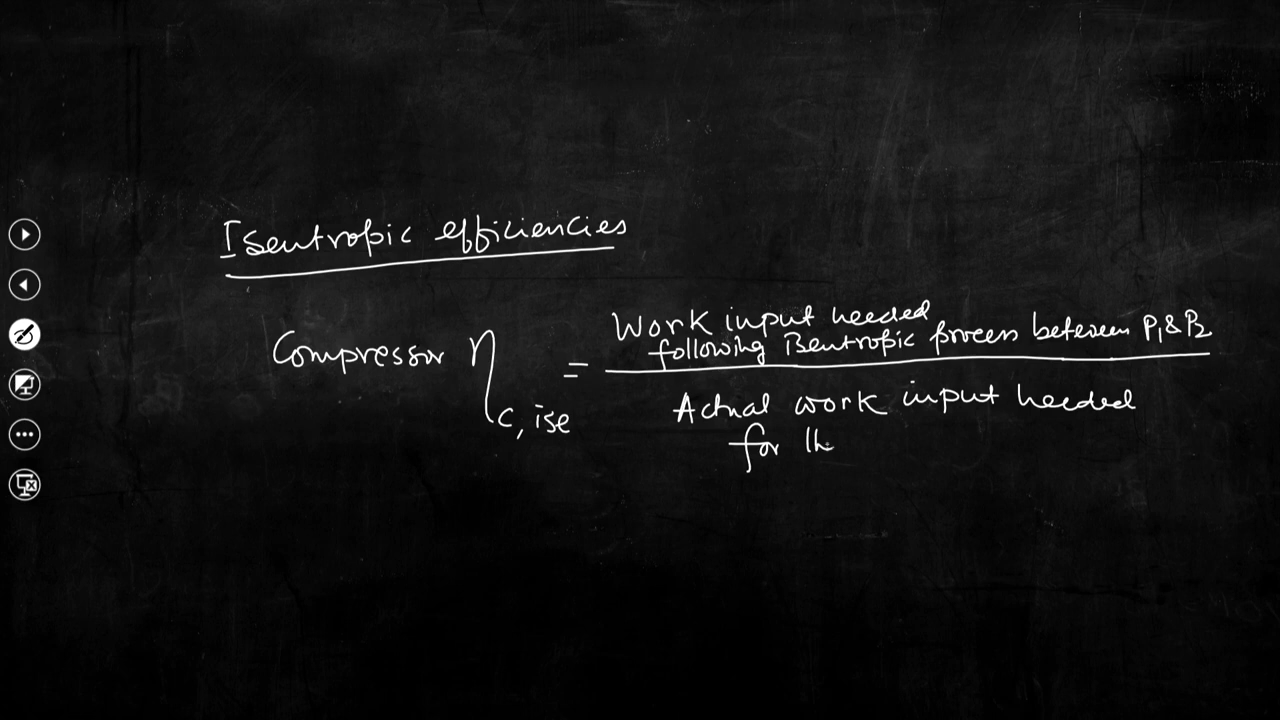 Isentropic efficiencies
Compressor η c, ise =
Work input needed
following Isentropic process between P1 & P2
Actual work input needed
for th